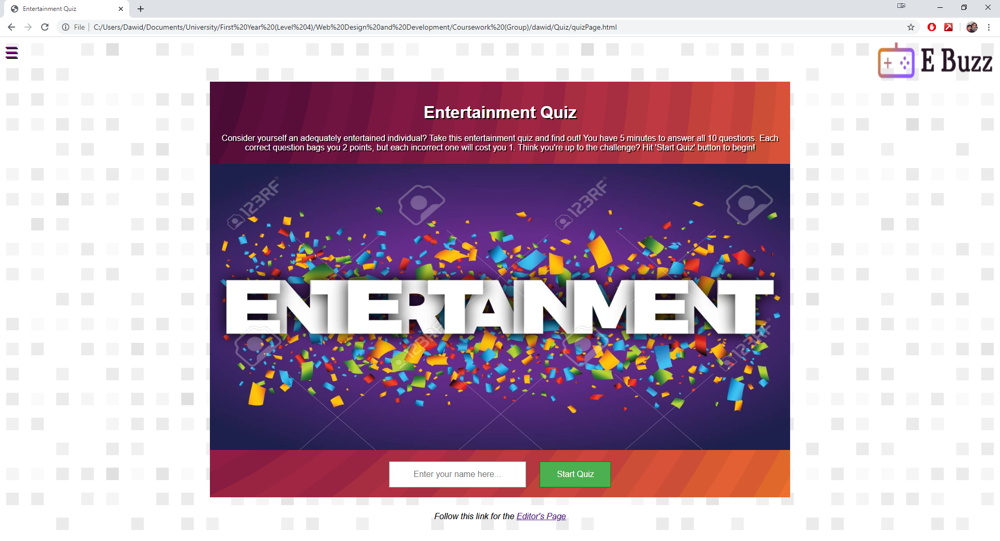 Entertainment Quiz
File
C:/Users/Dawid/Documents/University/First%20Year%20(Level%204)/Web%20Design%20and%20Development/Coursework%20(Group)/dawid/Quiz/quizPage.html
E Buzz
Entertainment Quiz
Consider yourself an adequately entertained individual? Take this entertainment quiz and find out! You have 5 minutes to answer all 10 questions. Each
correct question bags you 2 points, but each incorrect one will cost you 1. Think you're up to the challenge? Hit 'Start Quiz' button to begin!
123RF®
123RF®
ENTERTAINMENT
123RF
123RF
Enter your name here...
Start Quiz
Follow this link for the Editor's Page